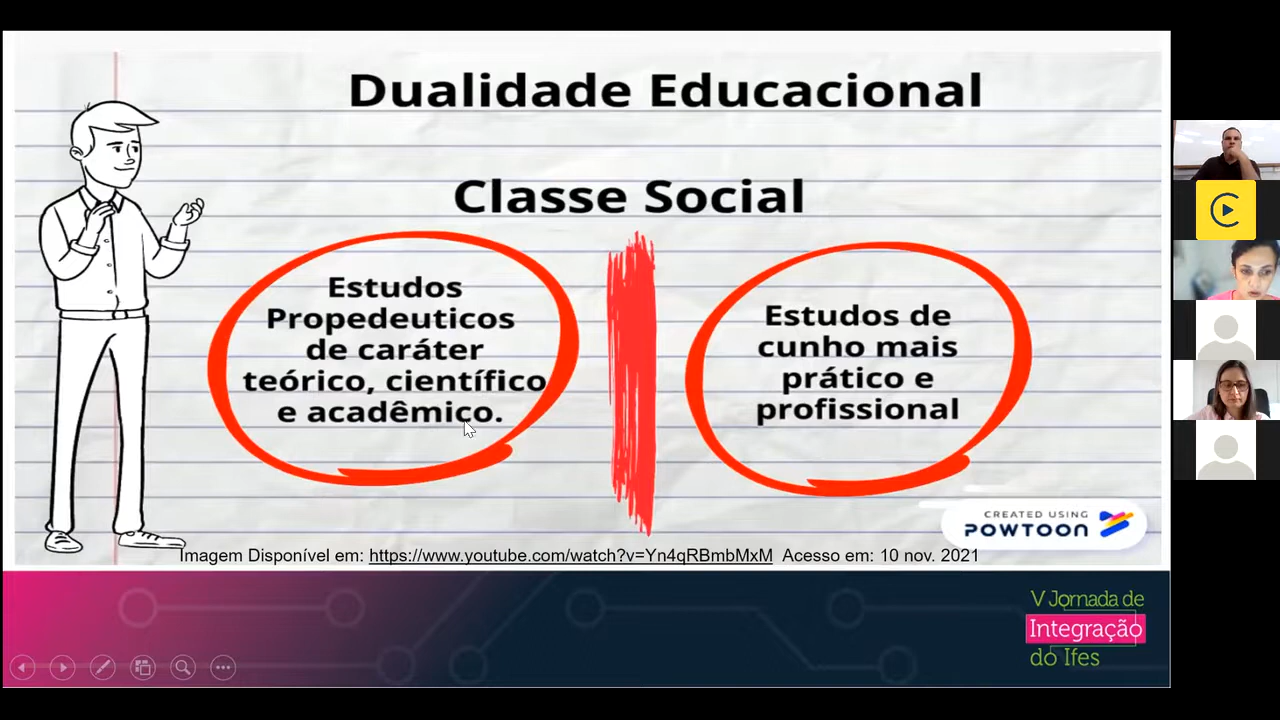 Dualidade Educacional
Classe Social
Estudos
Propedeuticos
de caráter
teórico, científico
e acadêmico.
Estudos de
cunho mais
prático e
profissional
CREATED USING
POWTOON
Imagem Disponível em: https://www.youtube.com/watch?v=Yn4qRBmbMxM Acesso em: 10 nov. 2021
V Jornada de
Integração
do Ifes